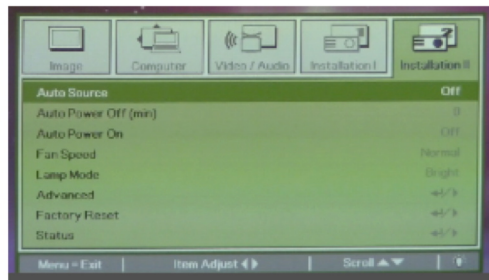 Image Computer Video / Audio Installation I Installation II
Auto Source Off
Auto Power Off (min) 0
Auto Power On Off
Fan Speed Normal
Lamp Mode Bright
Advanced
Factory Reset
Status
Menu = Exit Item Adjust Scroll